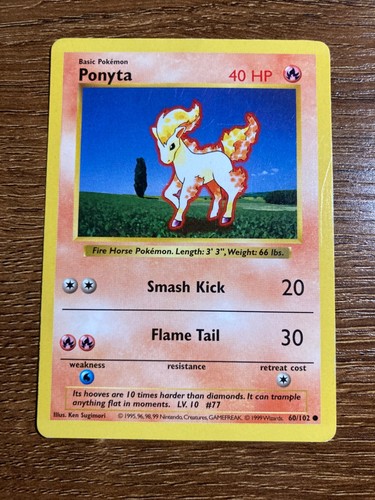 Basic Pokémon
Ponyta 40 HP
Fire Horse Pokémon. Length: 3' 3", Weight: 66 lbs.
Smash Kick 20
Flame Tail 30
weakness resistance retreat cost
Its hooves are 10 times harder than diamonds. It can trample
anything flat in moments. LV. 10 #77
Illus. Ken Sugimori © 1995, 96, 98, 99 Nintendo, Creatures, GAMEFREAK. © 1999 Wizards. 60/102